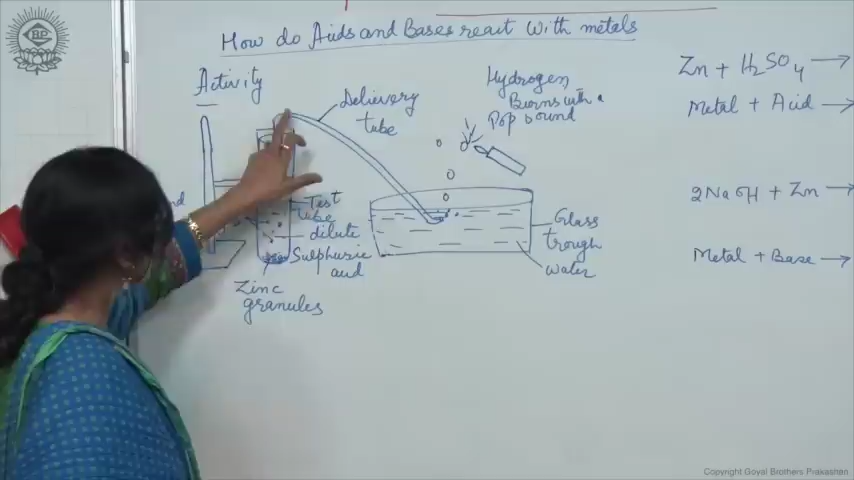 How do Acids and Bases react with metals
Activity
Delievery
tube
Hydrogen
Burns with a
Pop sound
Zn + H₂SO₄ →
Metal + Acid →
2NaOH + Zn →
Metal + Base →
Test
tube
dilute
Sulphuric
acid
Zinc
granules
Glass
trough
water
Copyright Goyal Brothers Prakashan